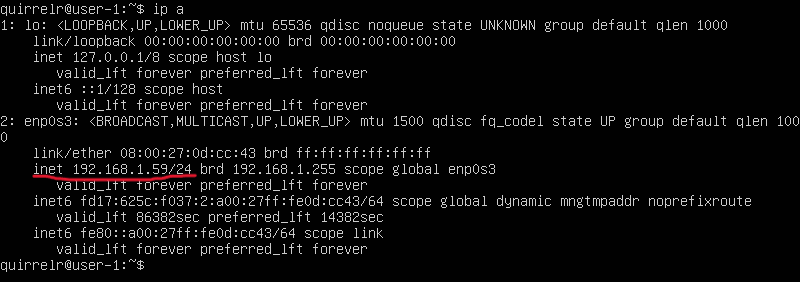 quirrelr@user-1:~$ ip a
1: lo: <LOOPBACK,UP,LOWER_UP> mtu 65536 qdisc noqueue state UNKNOWN group default qlen 1000
    link/loopback 00:00:00:00:00:00 brd 00:00:00:00:00:00
    inet 127.0.0.1/8 scope host lo
       valid_lft forever preferred_lft forever
    inet6 ::1/128 scope host
       valid_lft forever preferred_lft forever
2: enp0s3: <BROADCAST,MULTICAST,UP,LOWER_UP> mtu 1500 qdisc fq_codel state UP group default qlen 100
0
    link/ether 08:00:27:0d:cc:43 brd ff:ff:ff:ff:ff:ff
    inet 192.168.1.59/24 brd 192.168.1.255 scope global enp0s3
       valid_lft forever preferred_lft forever
    inet6 fd17:625c:f037:2:a00:27ff:fe0d:cc43/64 scope global dynamic mngtmpaddr noprefixroute
       valid_lft 86382sec preferred_lft 14382sec
    inet6 fe80::a00:27ff:fe0d:cc43/64 scope link
       valid_lft forever preferred_lft forever
quirrelr@user-1:~$